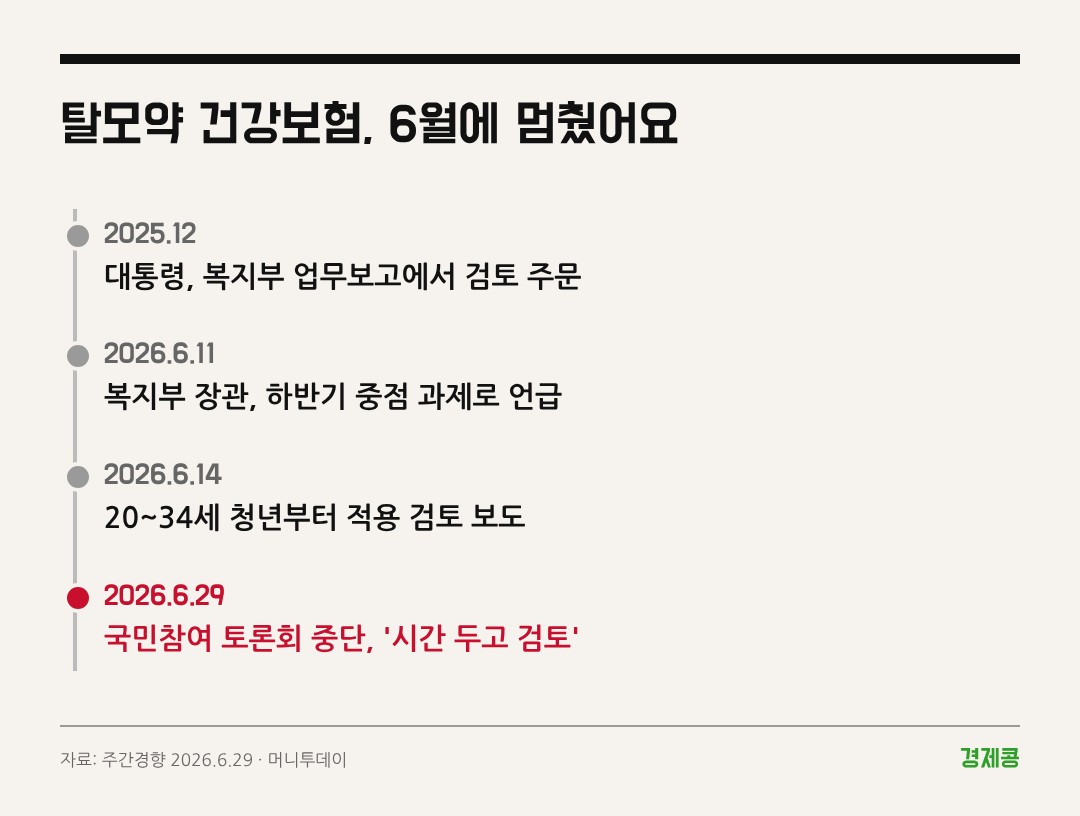 탈모약 건강보험, 6월에 멈췄어요
2025.12
대통령, 복지부 업무보고에서 검토 주문
2026.6.11
복지부 장관, 하반기 중점 과제로 언급
2026.6.14
20~34세 청년부터 적용 검토 보도
2026.6.29
국민참여 토론회 중단, '시간 두고 검토'
자료: 주간경향 2026.6.29 · 머니투데이
경제콩